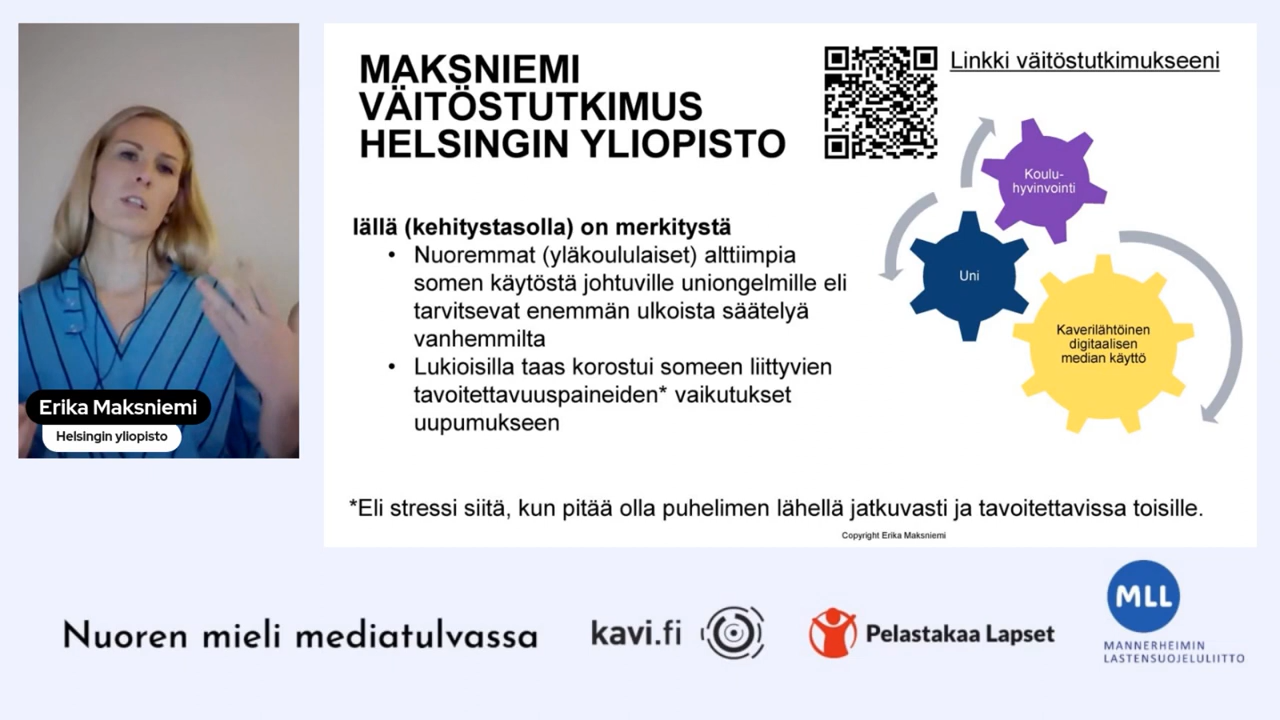 MAKSNIEMI
VÄITÖSTUTKIMUS
HELSINGIN YLIOPISTO
Linkki väitöstutkimukseeni
Koulu-
hyvinvointi
Uni
Kaverilähtöinen
digitaalisen
median käyttö
Iällä (kehitystasolla) on merkitystä
• Nuoremmat (yläkoululaiset) alttiimpia
somen käytöstä johtuville uniongelmille eli
tarvitsevat enemmän ulkoista säätelyä
vanhemmilta
• Lukioisilla taas korostui someen liittyvien
tavoitettavuuspaineiden* vaikutukset
uupumukseen
*Eli stressi siitä, kun pitää olla puhelimen lähellä jatkuvasti ja tavoitettavissa toisille.
Copyright Erika Maksniemi
Erika Maksniemi
Helsingin yliopisto
Nuoren mieli mediatulvassa
kavi.fi
Pelastakaa Lapset
MLL
MANNERHEIMIN
LASTENSUOJELULIITTO